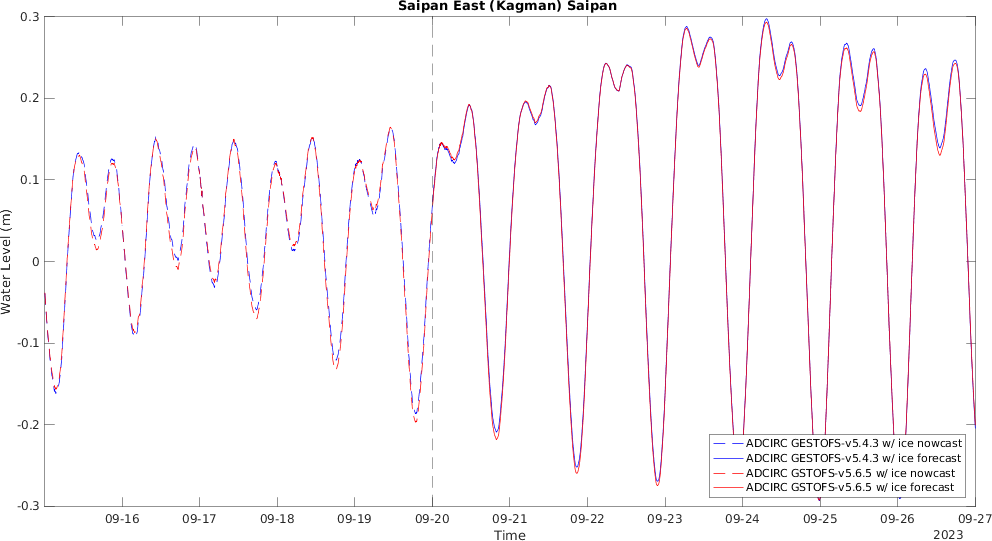 Saipan East (Kagman) Saipan
0.3
0.2
0.1
0
-0.1
-0.2
-0.3
Water Level (m)
ADCIRC GESTOFS-v5.4.3 w/ ice nowcast
ADCIRC GESTOFS-v5.4.3 w/ ice forecast
ADCIRC GSTOFS-v5.6.5 w/ ice nowcast
ADCIRC GSTOFS-v5.6.5 w/ ice forecast
09-16 09-17 09-18 09-19 09-20 09-21 09-22 09-23 09-24 09-25 09-26 09-27
Time
2023